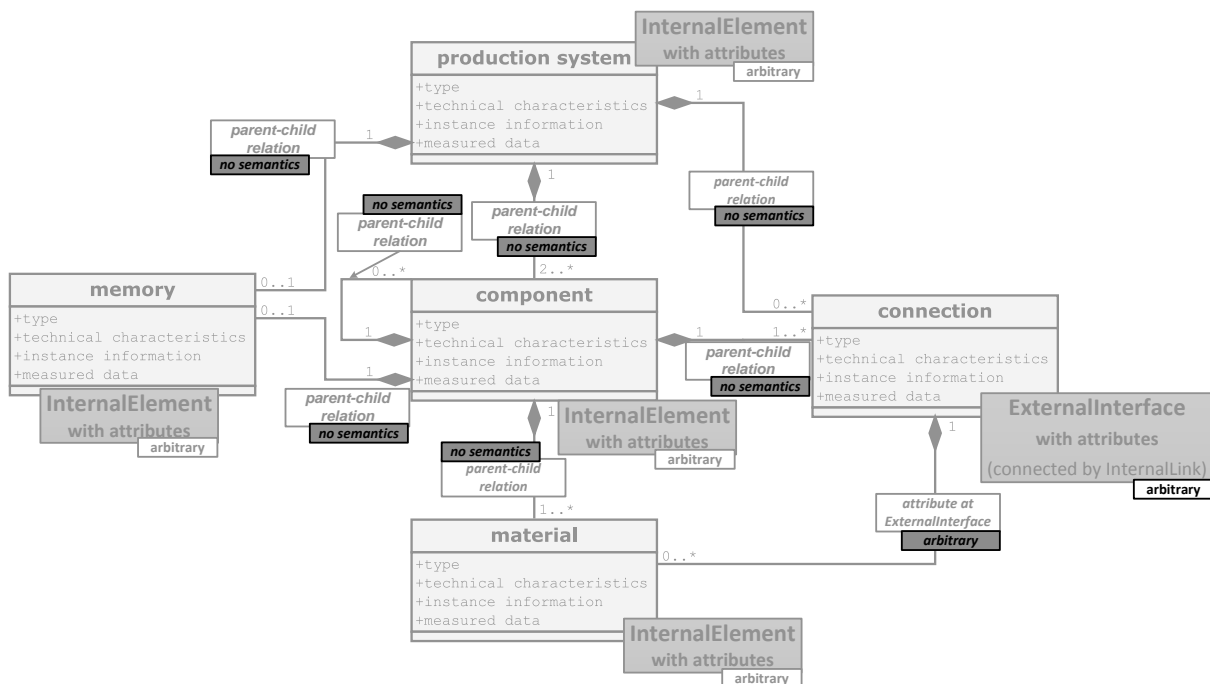 InternalElement
with attributes
arbitrary
production system
+type
+technical characteristics
+instance information
+measured data
1
1
1
parent-child
relation
no semantics
parent-child
relation
no semantics
no semantics
parent-child
relation
parent-child
relation
no semantics
0..1
0..*
2..*
0..*
memory
+type
+technical characteristics
+instance information
+measured data
0..1
InternalElement
with attributes
arbitrary
component
+type
+technical characteristics
+instance information
+measured data
1
1
1..*
1
1
parent-child
relation
no semantics
parent-child
relation
no semantics
InternalElement
with attributes
arbitrary
connection
+type
+technical characteristics
+instance information
+measured data
1
ExternalInterface
with attributes
(connected by InternalLink)
arbitrary
no semantics
parent-child
relation
1..*
attribute at
ExternalInterface
arbitrary
0..*
material
+type
+technical characteristics
+instance information
+measured data
InternalElement
with attributes
arbitrary